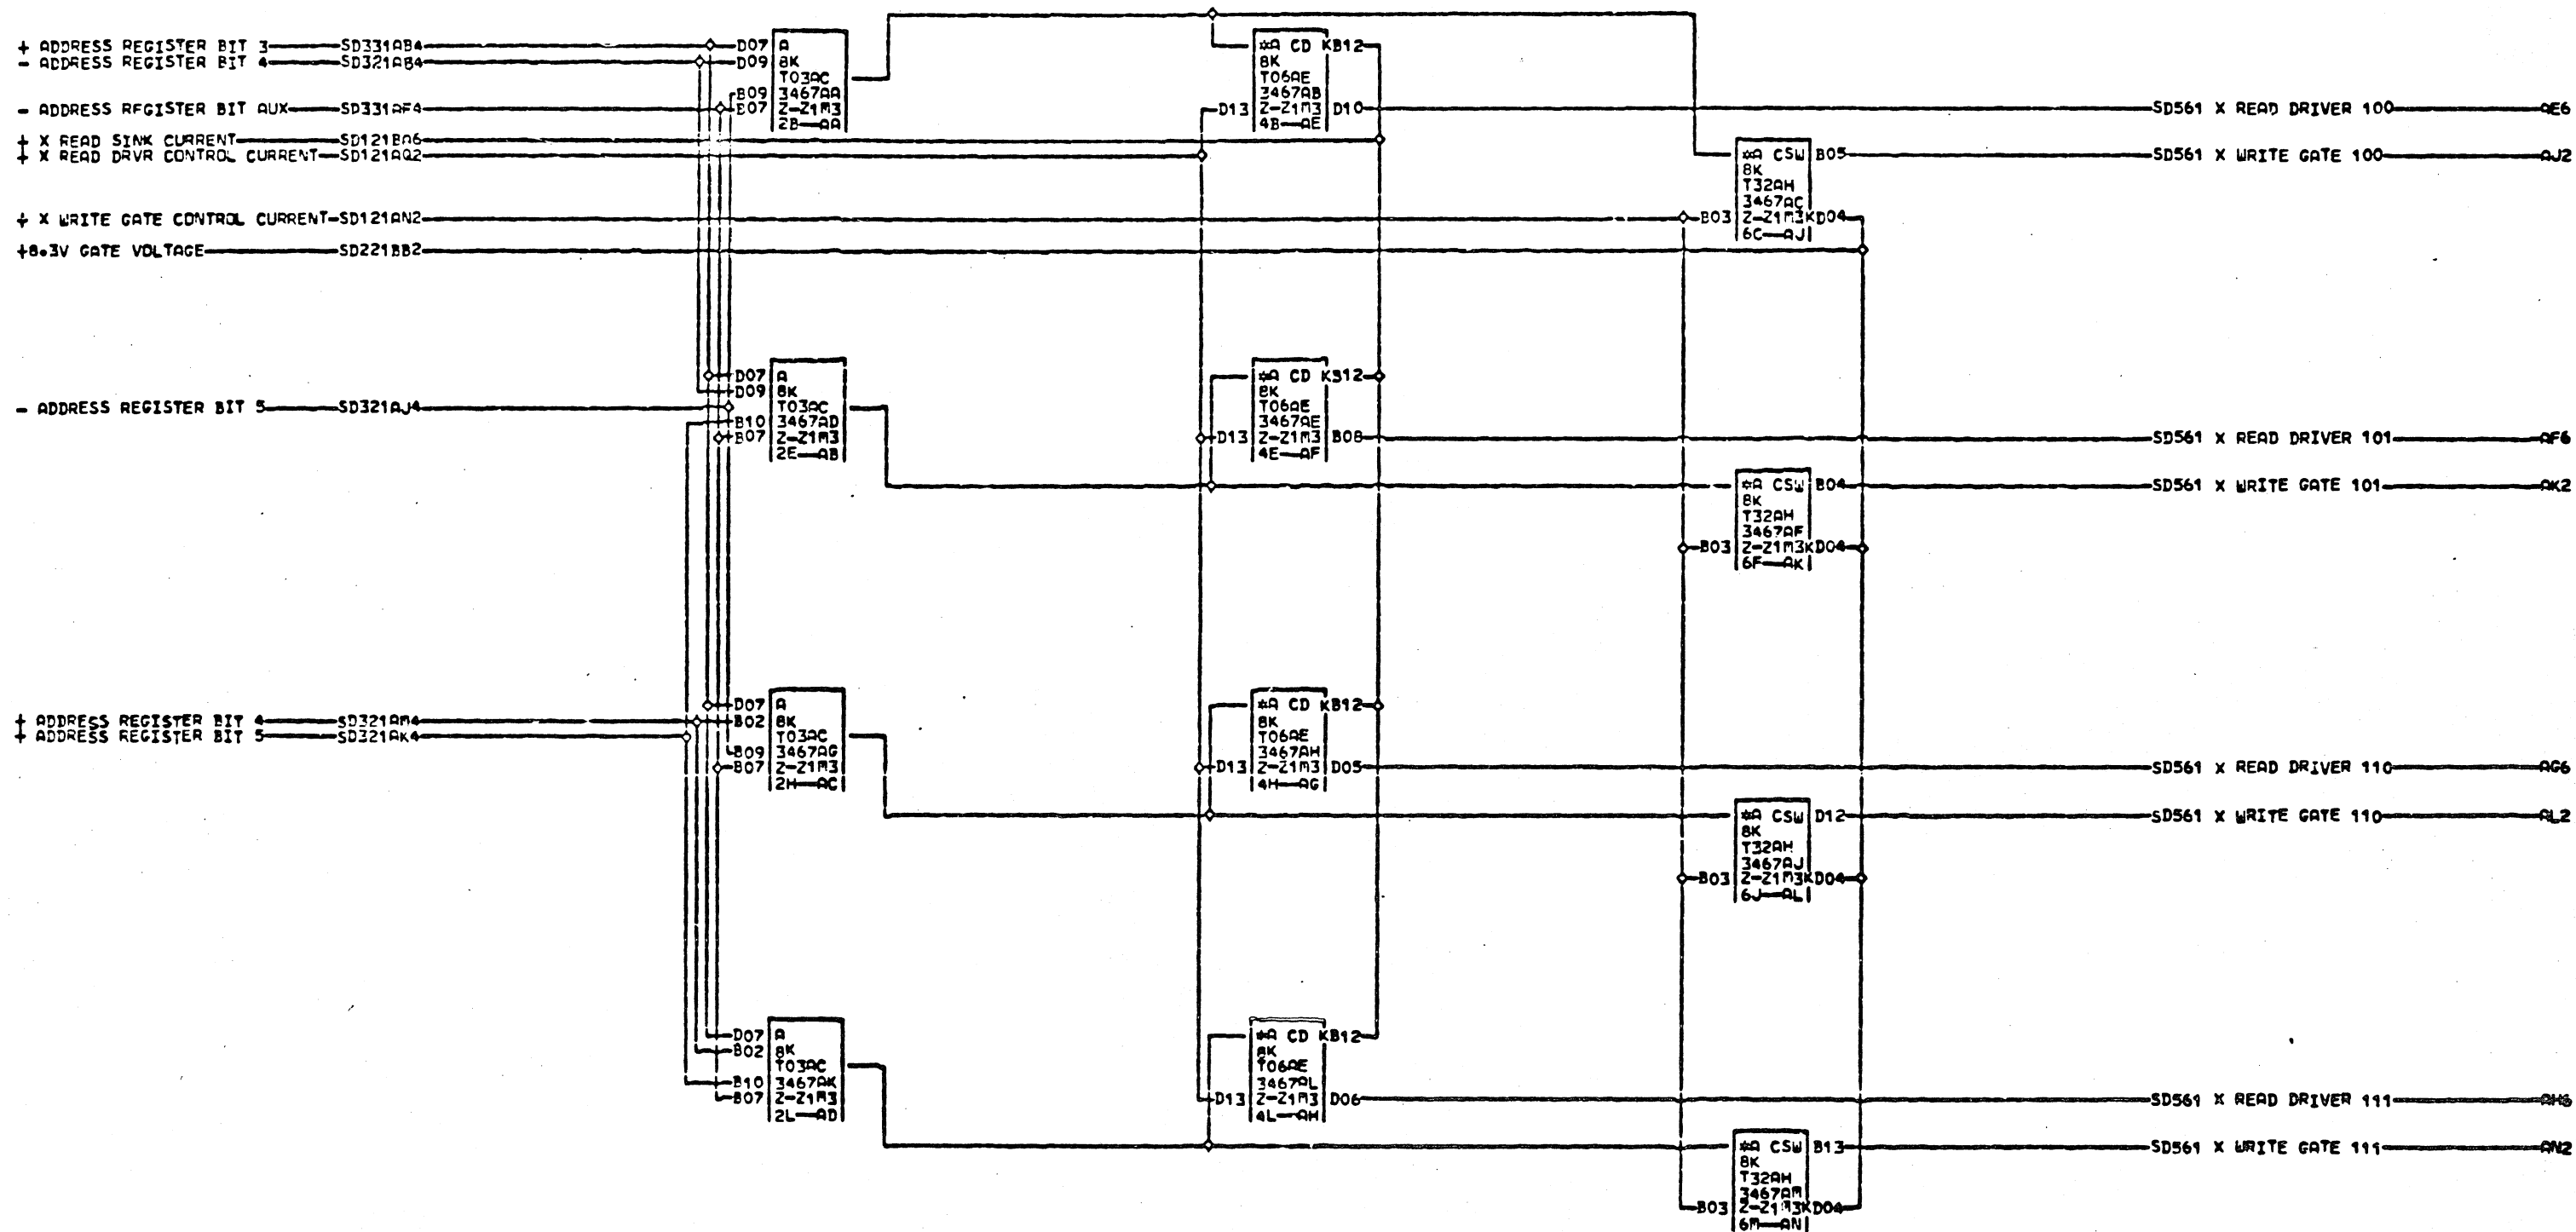 + ADDRESS REGISTER BIT 3 SD331AB4
- ADDRESS REGISTER BIT 4 SD321AB4
- ADDRESS REGISTER BIT AUX SD331AF4
+ X READ SINK CURRENT SD121BA6
+ X READ DRVR CONTROL CURRENT SD121AQ2
+ X WRITE GATE CONTROL CURRENT SD121AN2
+8.3V GATE VOLTAGE SD221BB2
D07 A
D09 8K
T03AC
B09 3467AA
B07 Z-Z1M3
2B AA
*A CD KB12
8K
T06AE
3467AB
D13 Z-Z1M3 D10 SD561 X READ DRIVER 100 AE6
4B AE
*A CSW B05 SD561 X WRITE GATE 100 AJ2
8K
T32AH
3467AC
B03 Z-Z1M3KD04
6C AJ
- ADDRESS REGISTER BIT 5 SD321AJ4
D07 A
D09 8K
T03AC
B10 3467AD
B07 Z-Z1M3
2E AB
*A CD KB12
8K
T06AE
3467AE
D13 Z-Z1M3 B08 SD561 X READ DRIVER 101 AF6
4E AF
*A CSW B04 SD561 X WRITE GATE 101 AK2
8K
T32AH
3467AF
B03 Z-Z1M3KD04
6F AK
+ ADDRESS REGISTER BIT 4 SD321AM4
+ ADDRESS REGISTER BIT 5 SD321AK4
D07 A
B02 8K
T03AC
B09 3467AG
B07 Z-Z1M3
2H AC
*A CD KB12
8K
T06AE
3467AH
D13 Z-Z1M3 D05 SD561 X READ DRIVER 110 AG6
4H AG
*A CSW D12 SD561 X WRITE GATE 110 AL2
8K
T32AH
3467AJ
B03 Z-Z1M3KD04
6J AL
D07 A
B02 8K
T03AC
B10 3467AK
B07 Z-Z1M3
2L AD
*A CD KB12
8K
T06AE
3467AL
D13 Z-Z1M3 D06 SD561 X READ DRIVER 111 AH6
4L AH
*A CSW B13 SD561 X WRITE GATE 111 AN2
8K
T32AH
3467AM
B03 Z-Z1M3KD04
6M AN